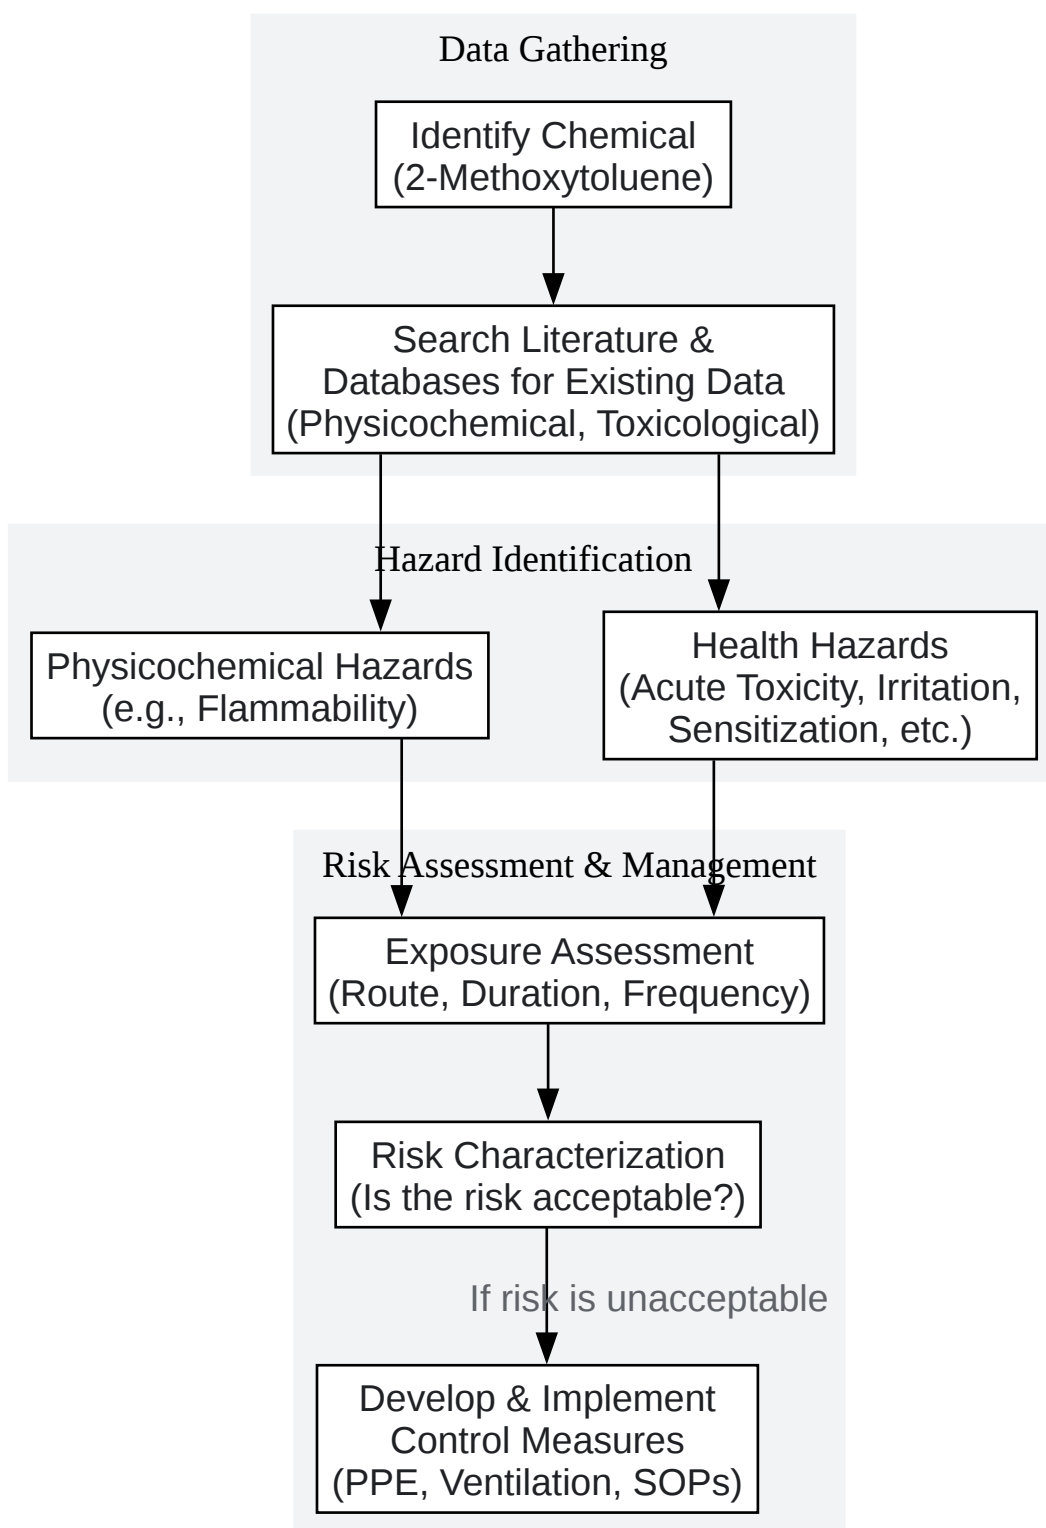 Data Gathering
Identify Chemical
(2-Methoxytoluene)
Search Literature &
Databases for Existing Data
(Physicochemical, Toxicological)
Hazard Identification
Physicochemical Hazards
(e.g., Flammability)
Health Hazards
(Acute Toxicity, Irritation,
Sensitization, etc.)
Risk Assessment & Management
Exposure Assessment
(Route, Duration, Frequency)
Risk Characterization
(Is the risk acceptable?)
If risk is unacceptable
Develop & Implement
Control Measures
(PPE, Ventilation, SOPs)